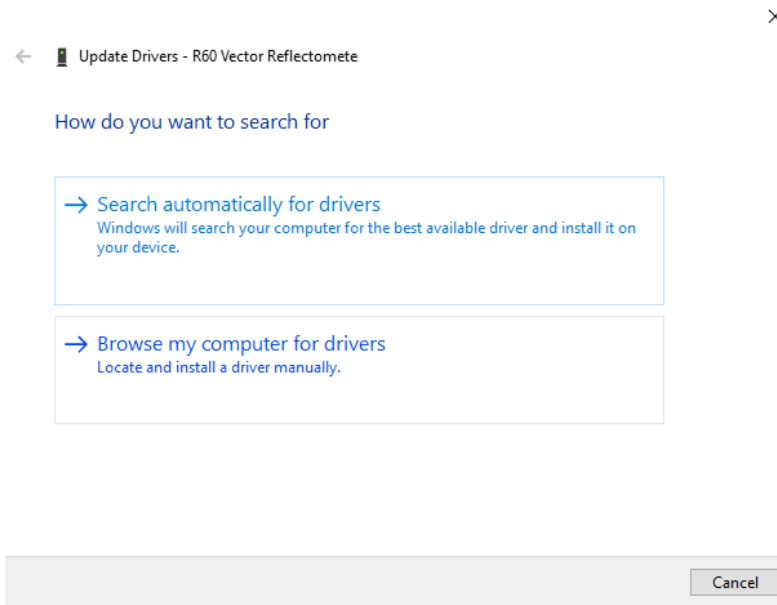 Update Drivers - R60 Vector Reflectomete
How do you want to search for
Search automatically for drivers
Windows will search your computer for the best available driver and install it on
your device.
Browse my computer for drivers
Locate and install a driver manually.
Cancel